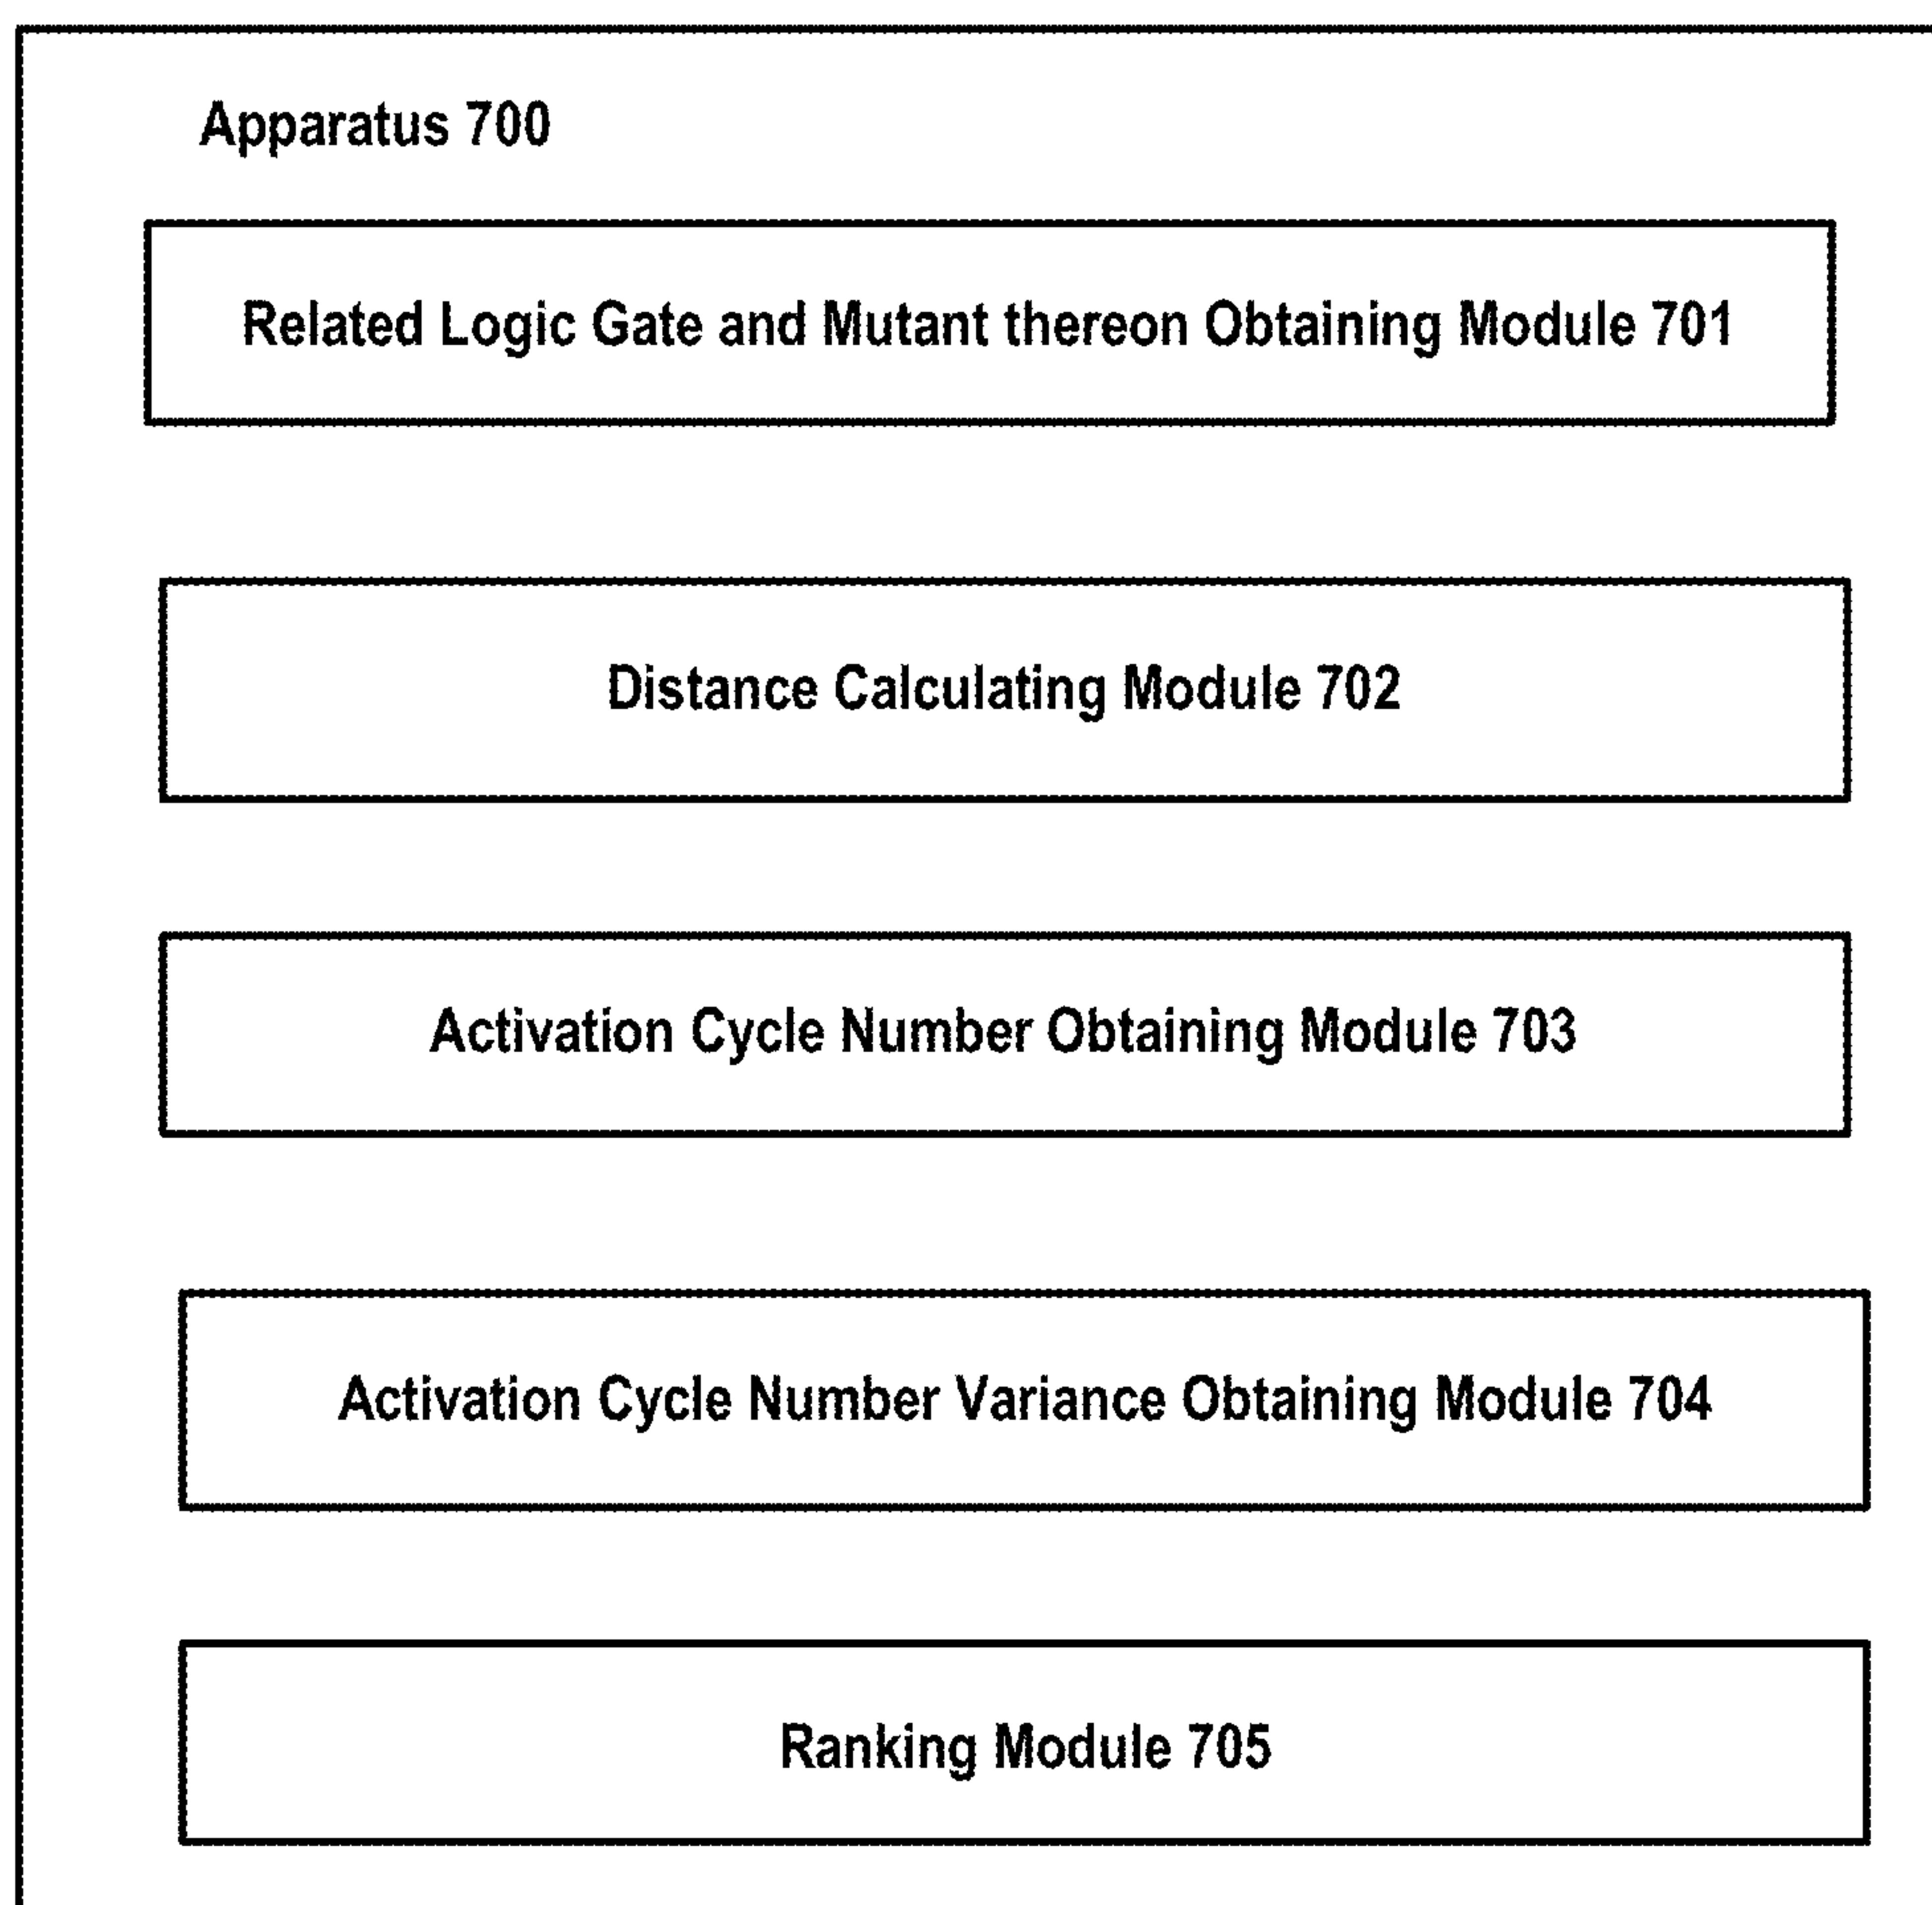 Apparatus 700
Related Logic Gate and Mutant thereon Obtaining Module 701
Distance Calculating Module 702
Activation Cycle Number Obtaining Module 703
Activation Cycle Number Variance Obtaining Module 704
Ranking Module 705